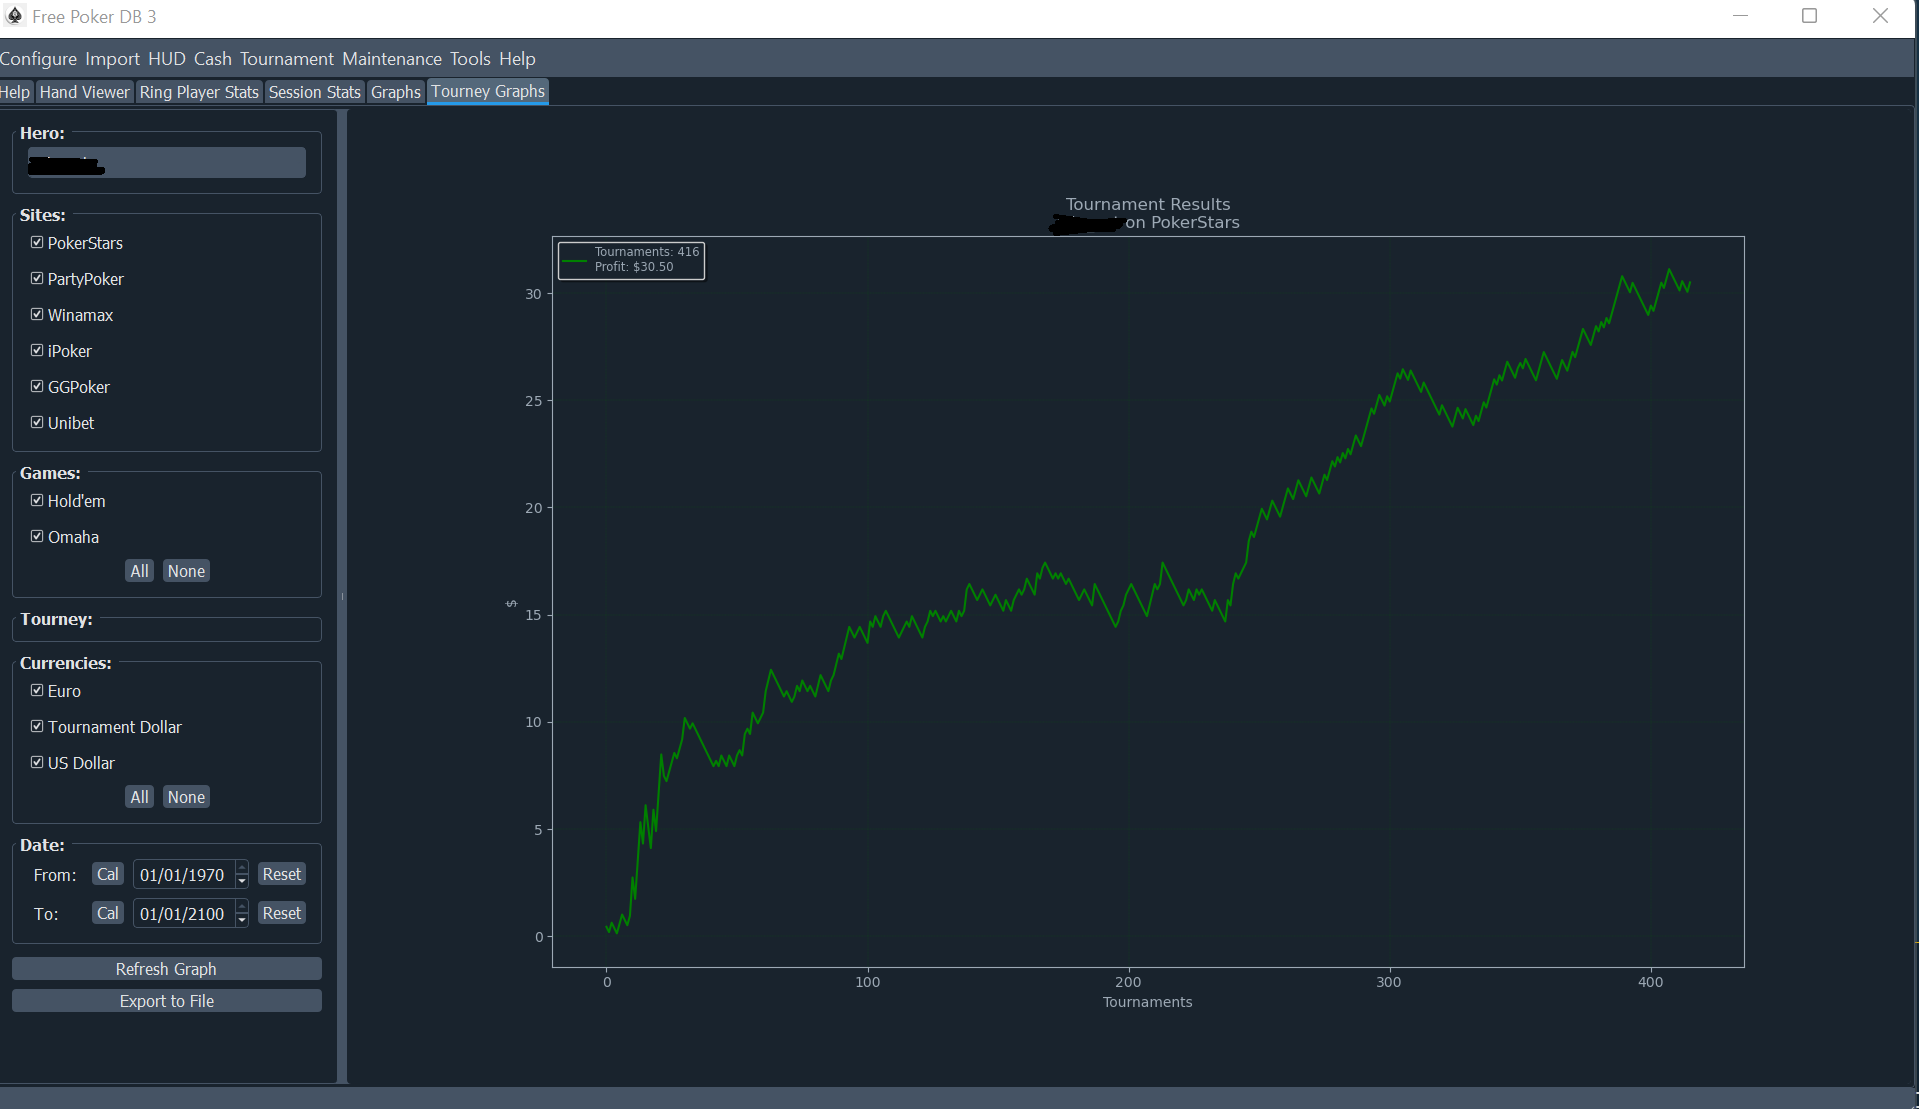 Free Poker DB 3
Configure Import HUD Cash Tournament Maintenance Tools Help
Help Hand Viewer Ring Player Stats Session Stats Graphs Tourney Graphs
Hero:
Sites:
PokerStars
PartyPoker
Winamax
iPoker
GGPoker
Unibet
Games:
Hold'em
Omaha
All None
Tourney:
Currencies:
Euro
Tournament Dollar
US Dollar
All None
Date:
From: Cal 01/01/1970 Reset
To: Cal 01/01/2100 Reset
Refresh Graph
Export to File
Tournament Results
on PokerStars
Tournaments: 416
Profit: $30.50
30
25
20
15
10
5
0
$
0 100 200 300 400
Tournaments